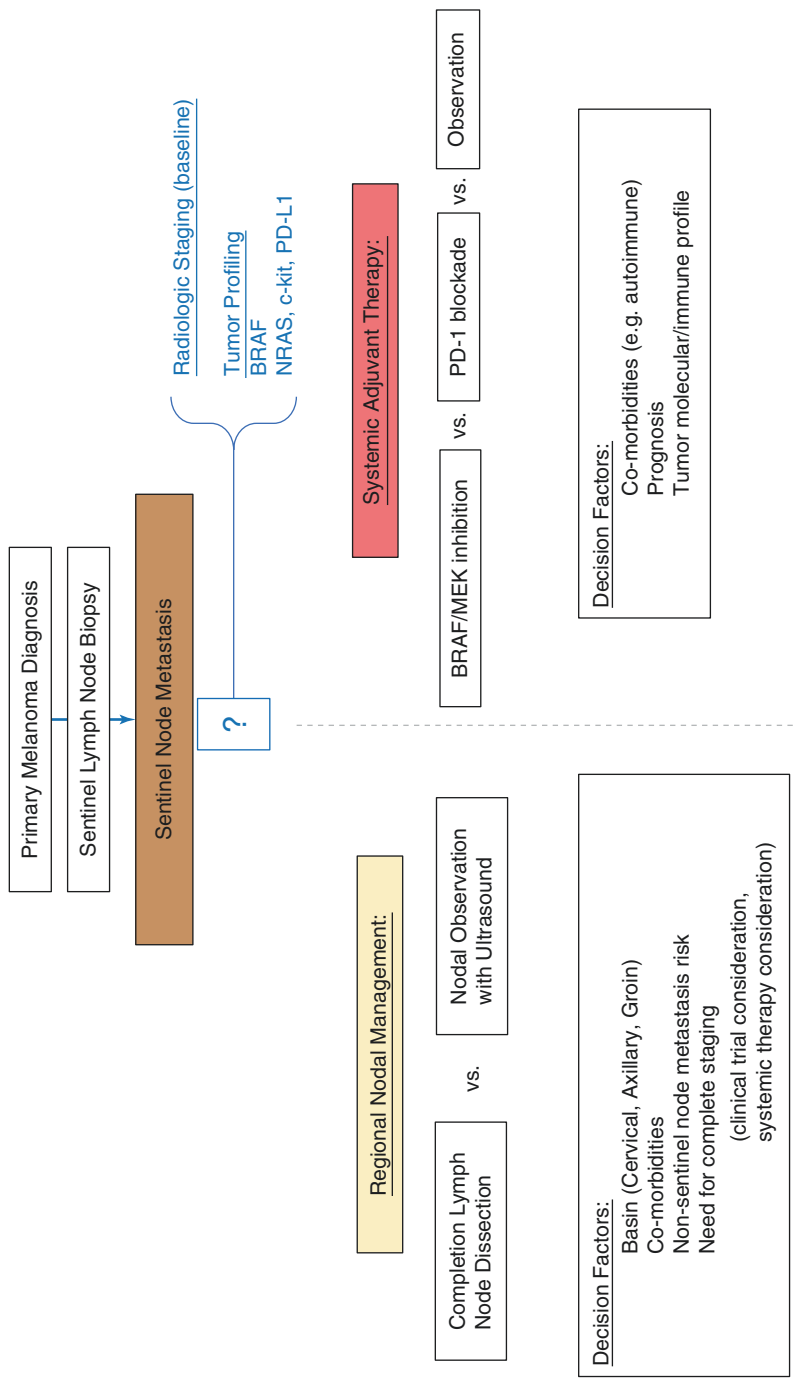 Primary Melanoma Diagnosis
Sentinel Lymph Node Biopsy
Sentinel Node Metastasis
?
Radiologic Staging (baseline)
Tumor Profiling
BRAF
NRAS, c-kit, PD-L1
Regional Nodal Management:
Completion Lymph
Node Dissection
vs.
Nodal Observation
with Ultrasound
Decision Factors:
Basin (Cervical, Axillary, Groin)
Co-morbidities
Non-sentinel node metastasis risk
Need for complete staging
(clinical trial consideration,
systemic therapy consideration)
Systemic Adjuvant Therapy:
BRAF/MEK inhibition
vs.
PD-1 blockade
vs.
Observation
Decision Factors:
Co-morbidities (e.g. autoimmune)
Prognosis
Tumor molecular/immune profile